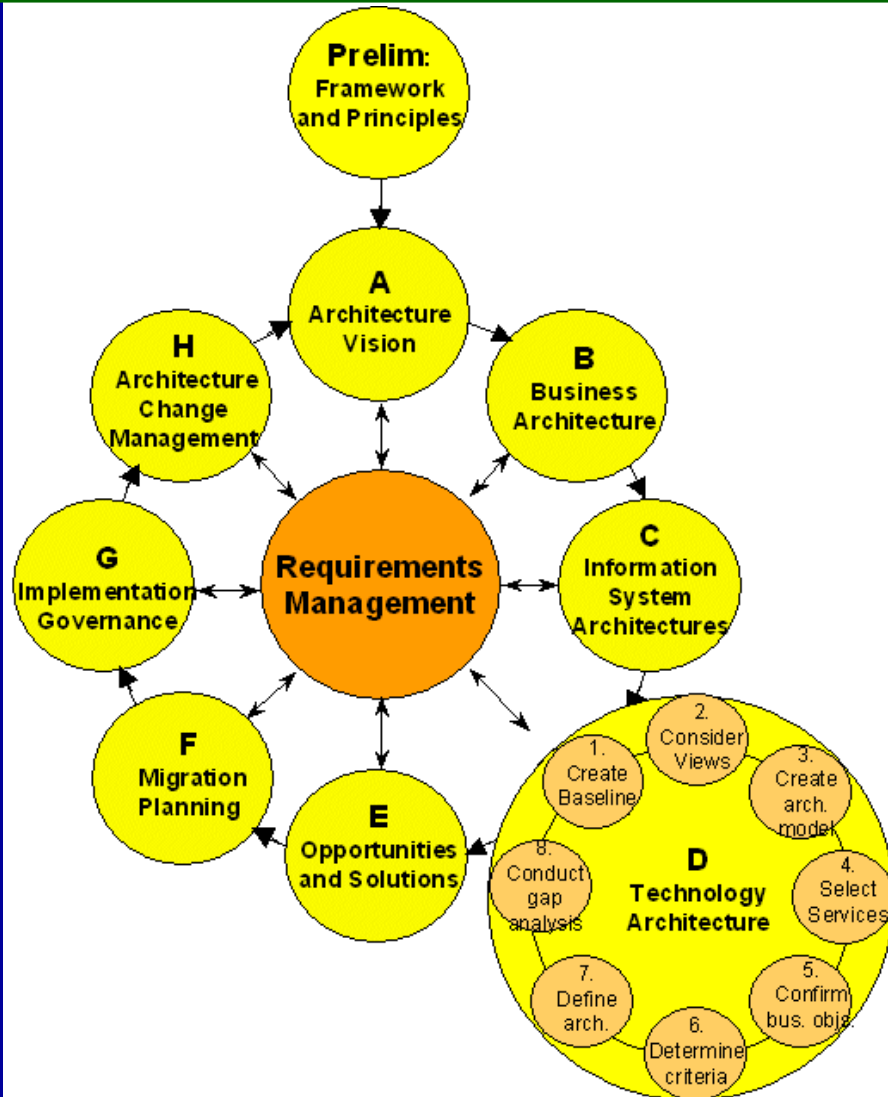 Prelim:
Framework
and Principles
A
Architecture
Vision
B
Business
Architecture
C
Information
System
Architectures
D
Technology
Architecture
1.
Create
Baseline
2.
Consider
Views
3.
Create
arch.
model
4.
Select
Services
5.
Confirm
bus. objs.
6.
Determine
criteria
7.
Define
arch.
8.
Conduct
gap
analysis
E
Opportunities
and Solutions
F
Migration
Planning
G
Implementation
Governance
H
Architecture
Change
Management
Requirements
Management